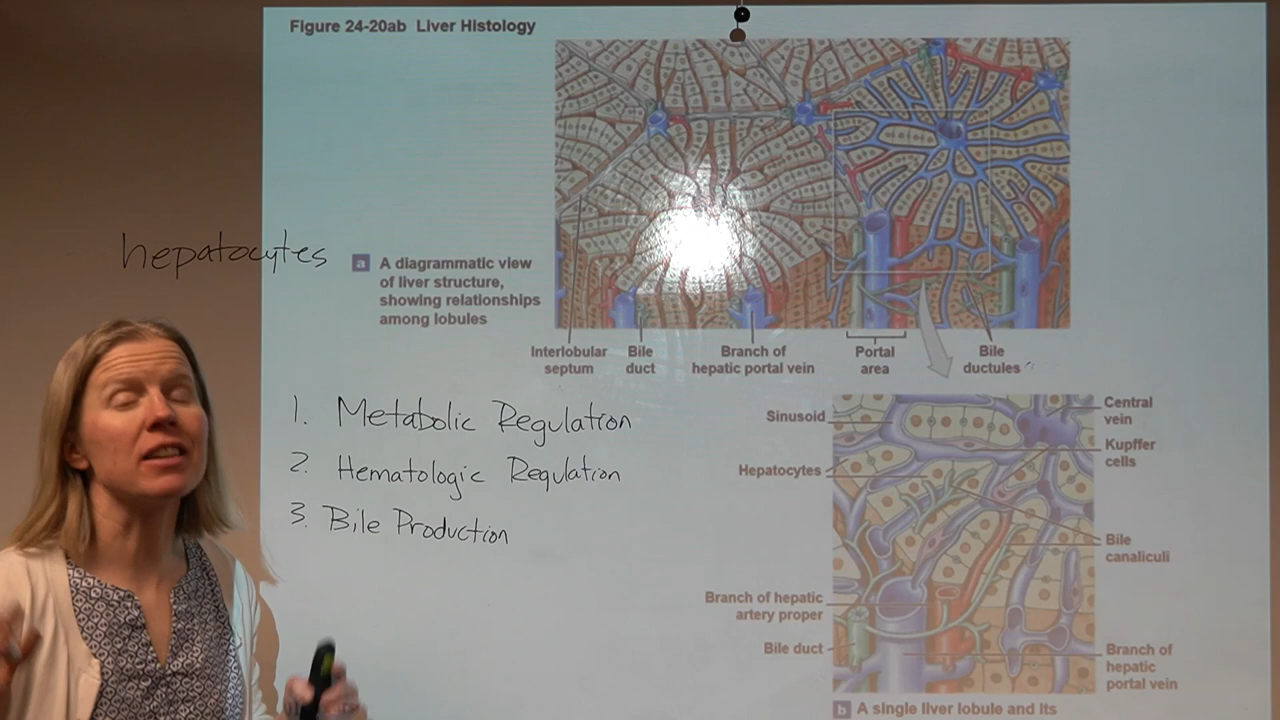 Figure 24-20ab Liver Histology
hepatocytes
a A diagrammatic view
of liver structure,
showing relationships
among lobules
Interlobular
septum
Bile
duct
Branch of
hepatic portal vein
Portal
area
Bile
ductules
1. Metabolic Regulation
2. Hematologic Regulation
3. Bile Production
Sinusoid
Hepatocytes
Branch of hepatic
artery proper
Bile duct
Central
vein
Kupffer
cells
Bile
canaliculi
Branch of
hepatic
portal vein
b A single liver lobule and its